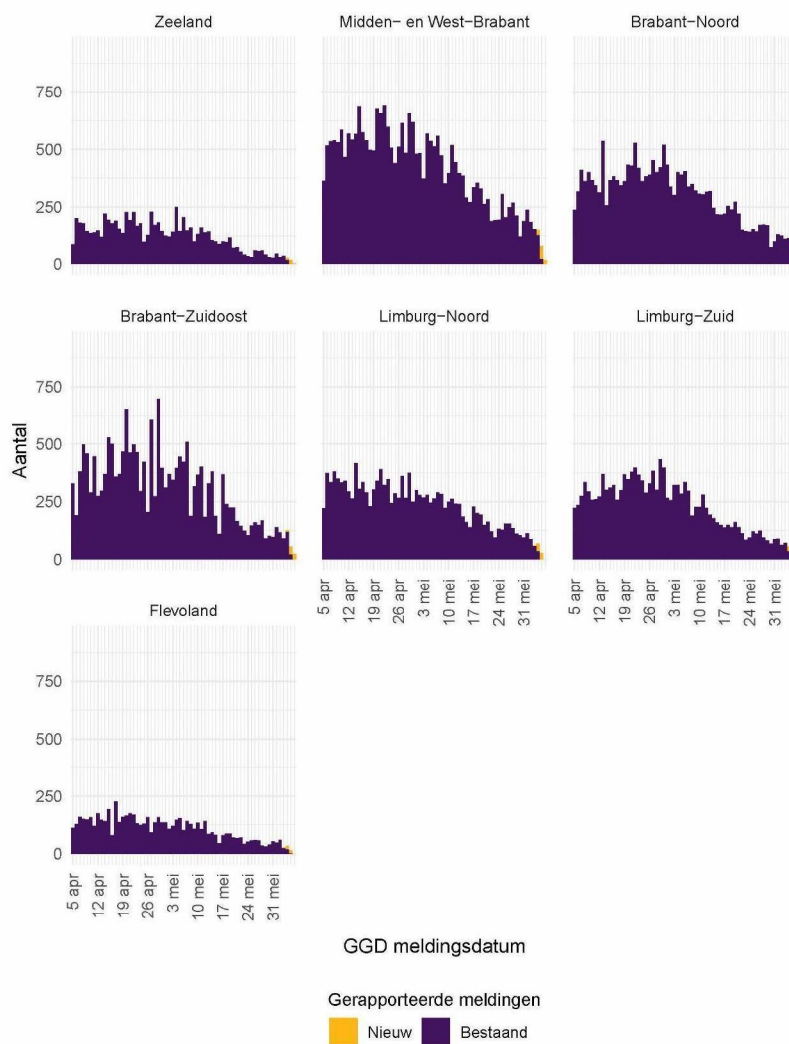 Zeeland
Midden- en West-Brabant
Brabant-Noord
750
500
250
0
Brabant-Zuidoost
Limburg-Noord
Limburg-Zuid
Aantal
750
500
250
0
5 apr
12 apr
19 apr
26 apr
3 mei
10 mei
17 mei
24 mei
31 mei
5 apr
12 apr
19 apr
26 apr
3 mei
10 mei
17 mei
24 mei
31 mei
Flevoland
750
500
250
0
5 apr
12 apr
19 apr
26 apr
3 mei
10 mei
17 mei
24 mei
31 mei
GGD meldingsdatum
Gerapporteerde meldingen
Nieuw Bestaand